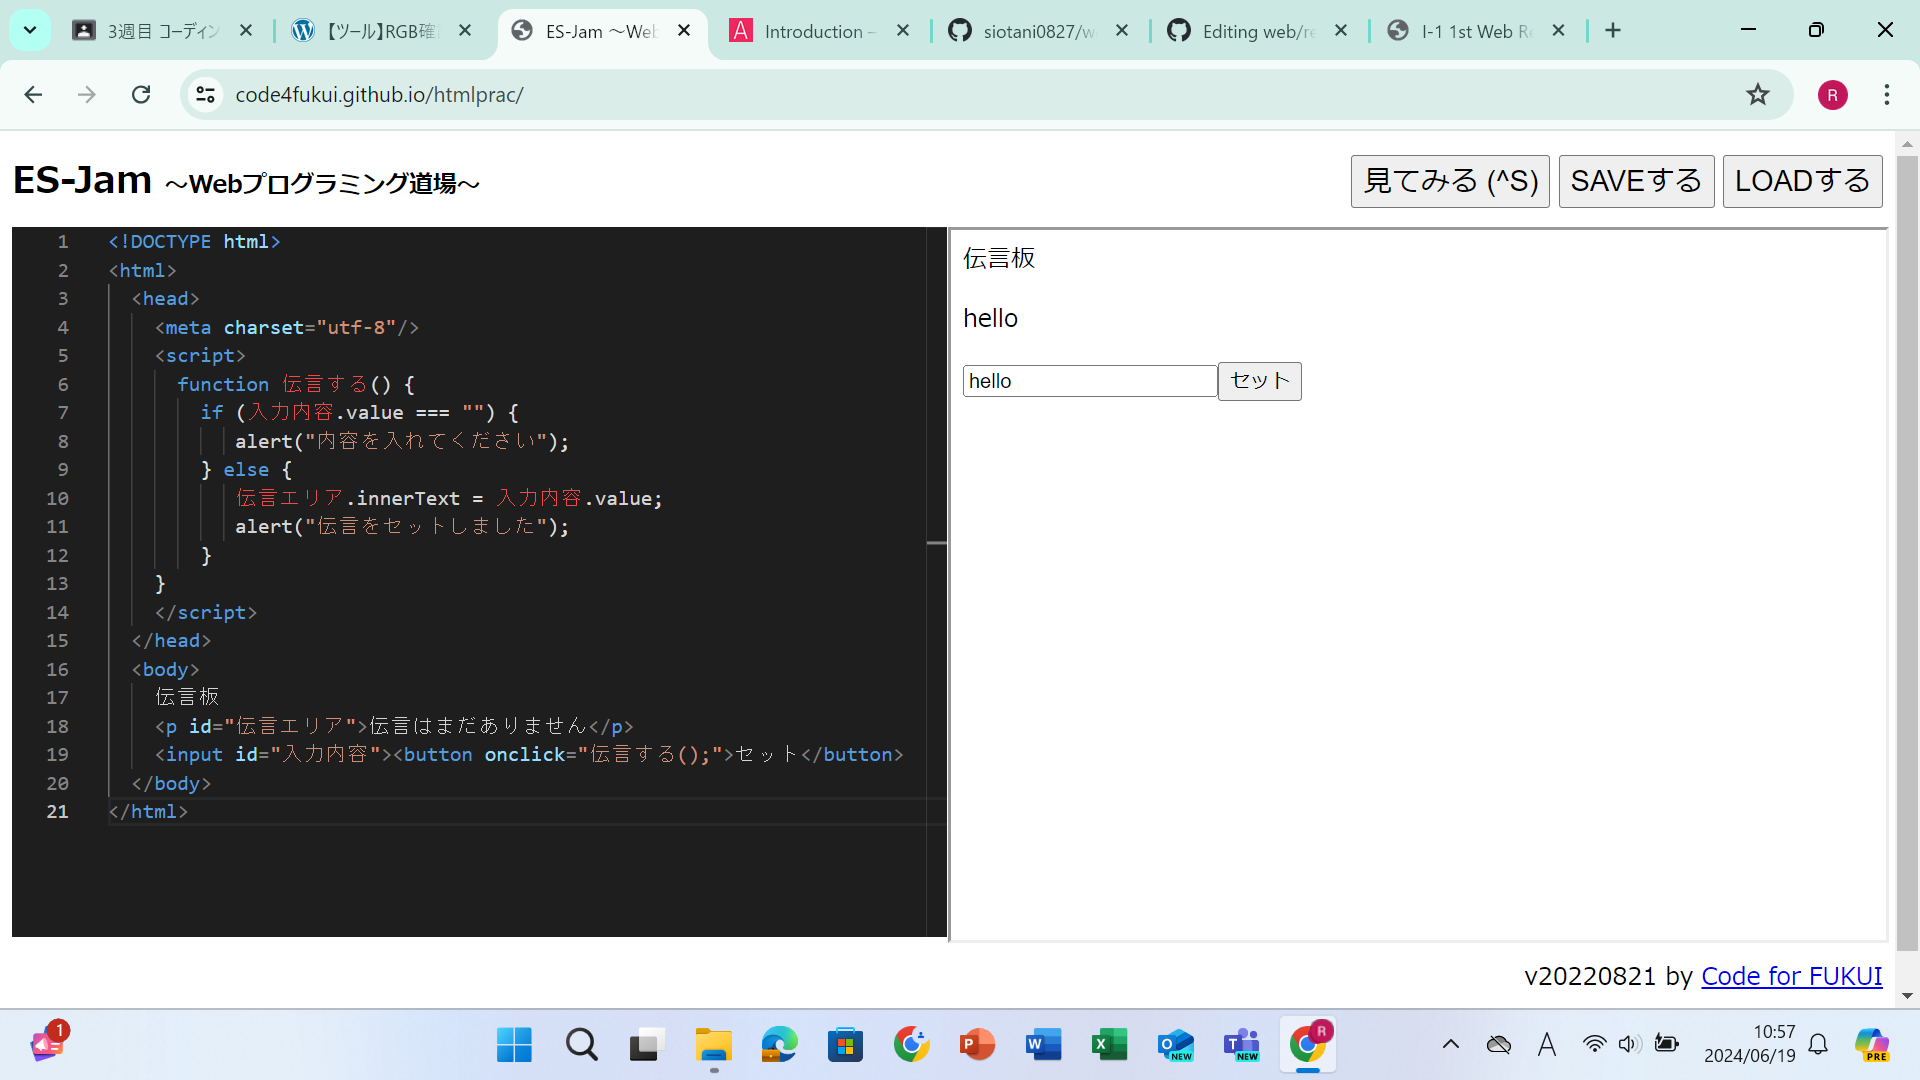 3週目 コーディン
【ツール】RGB確
ES-Jam ～Web
Introduction –
siotani0827/w
Editing web/re
I-1 1st Web Re
code4fukui.github.io/htmlprac/
R
ES-Jam ～Webプログラミング道場～
見てみる (^S)
SAVEする
LOADする
1 <!DOCTYPE html>
2 <html>
3 <head>
4 <meta charset="utf-8"/>
5 <script>
6 function 伝言する() {
7 if (入力内容.value === "") {
8 alert("内容を入れてください");
9 } else {
10 伝言エリア.innerText = 入力内容.value;
11 alert("伝言をセットしました");
12 }
13 }
14 </script>
15 </head>
16 <body>
17 伝言板
18 <p id="伝言エリア">伝言はまだありません</p>
19 <input id="入力内容"><button onclick="伝言する();">セット</button>
20 </body>
21 </html>
伝言板
hello
hello
セット
v20220821 by Code for FUKUI
1
P
W
X
O
NEW
T
NEW
R
A
10:57
2024/06/19
PRE